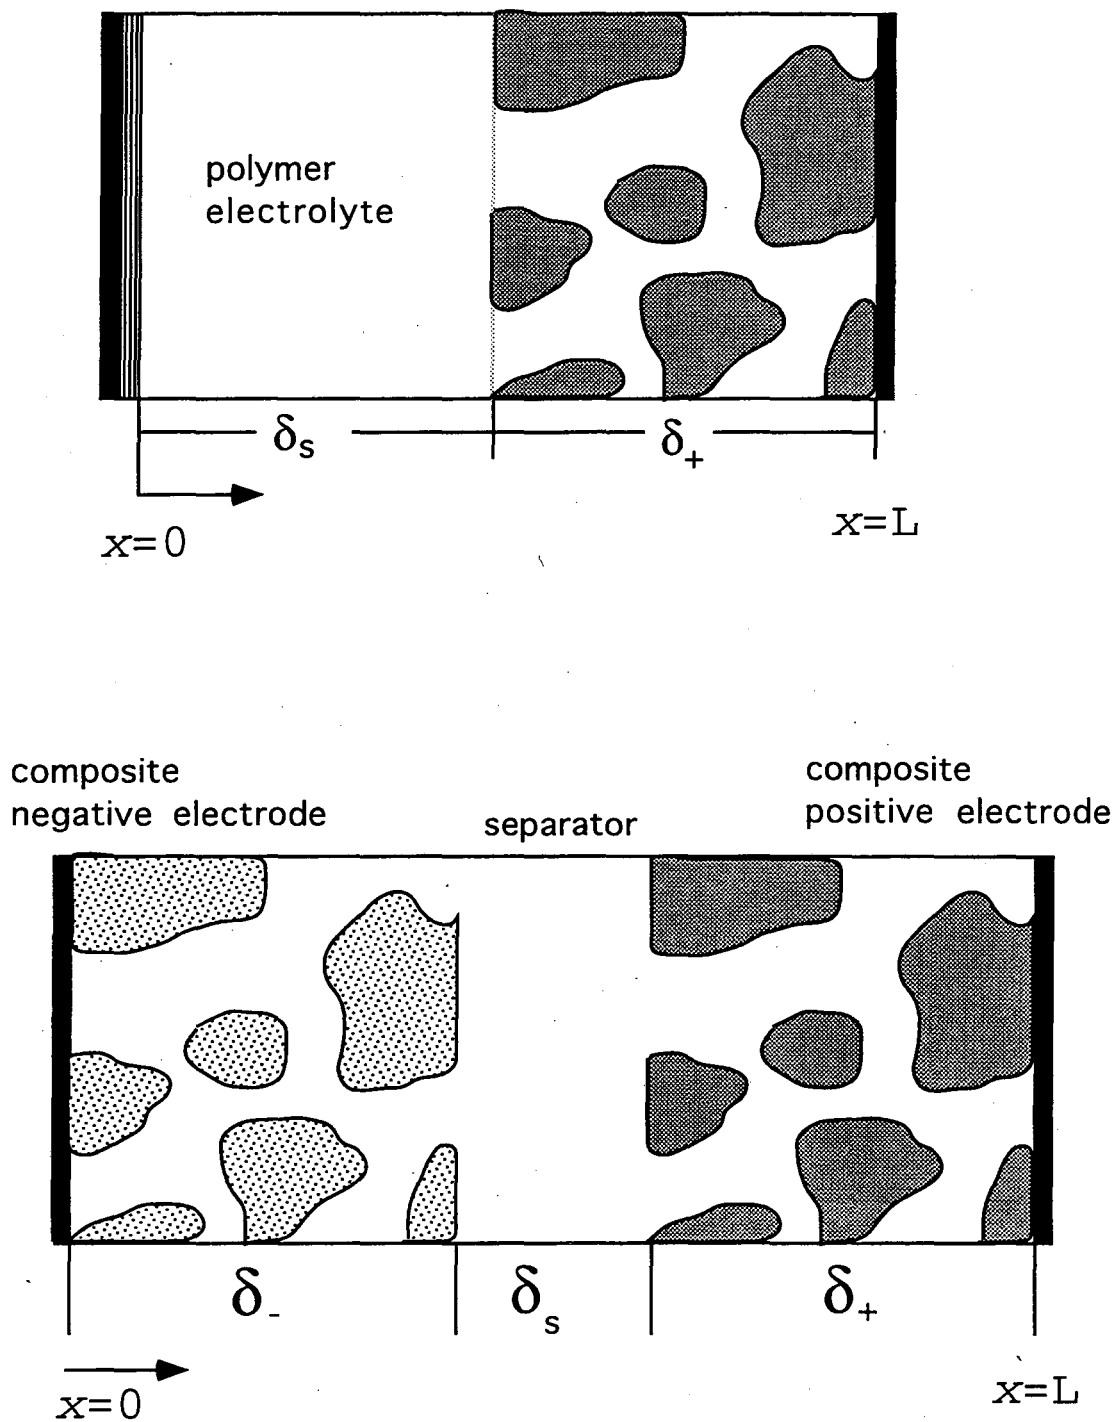 polymer
electrolyte
δs δ+
x=0
x=L
composite
negative electrode
separator
composite
positive electrode
δ- δs δ+
x=0
x=L